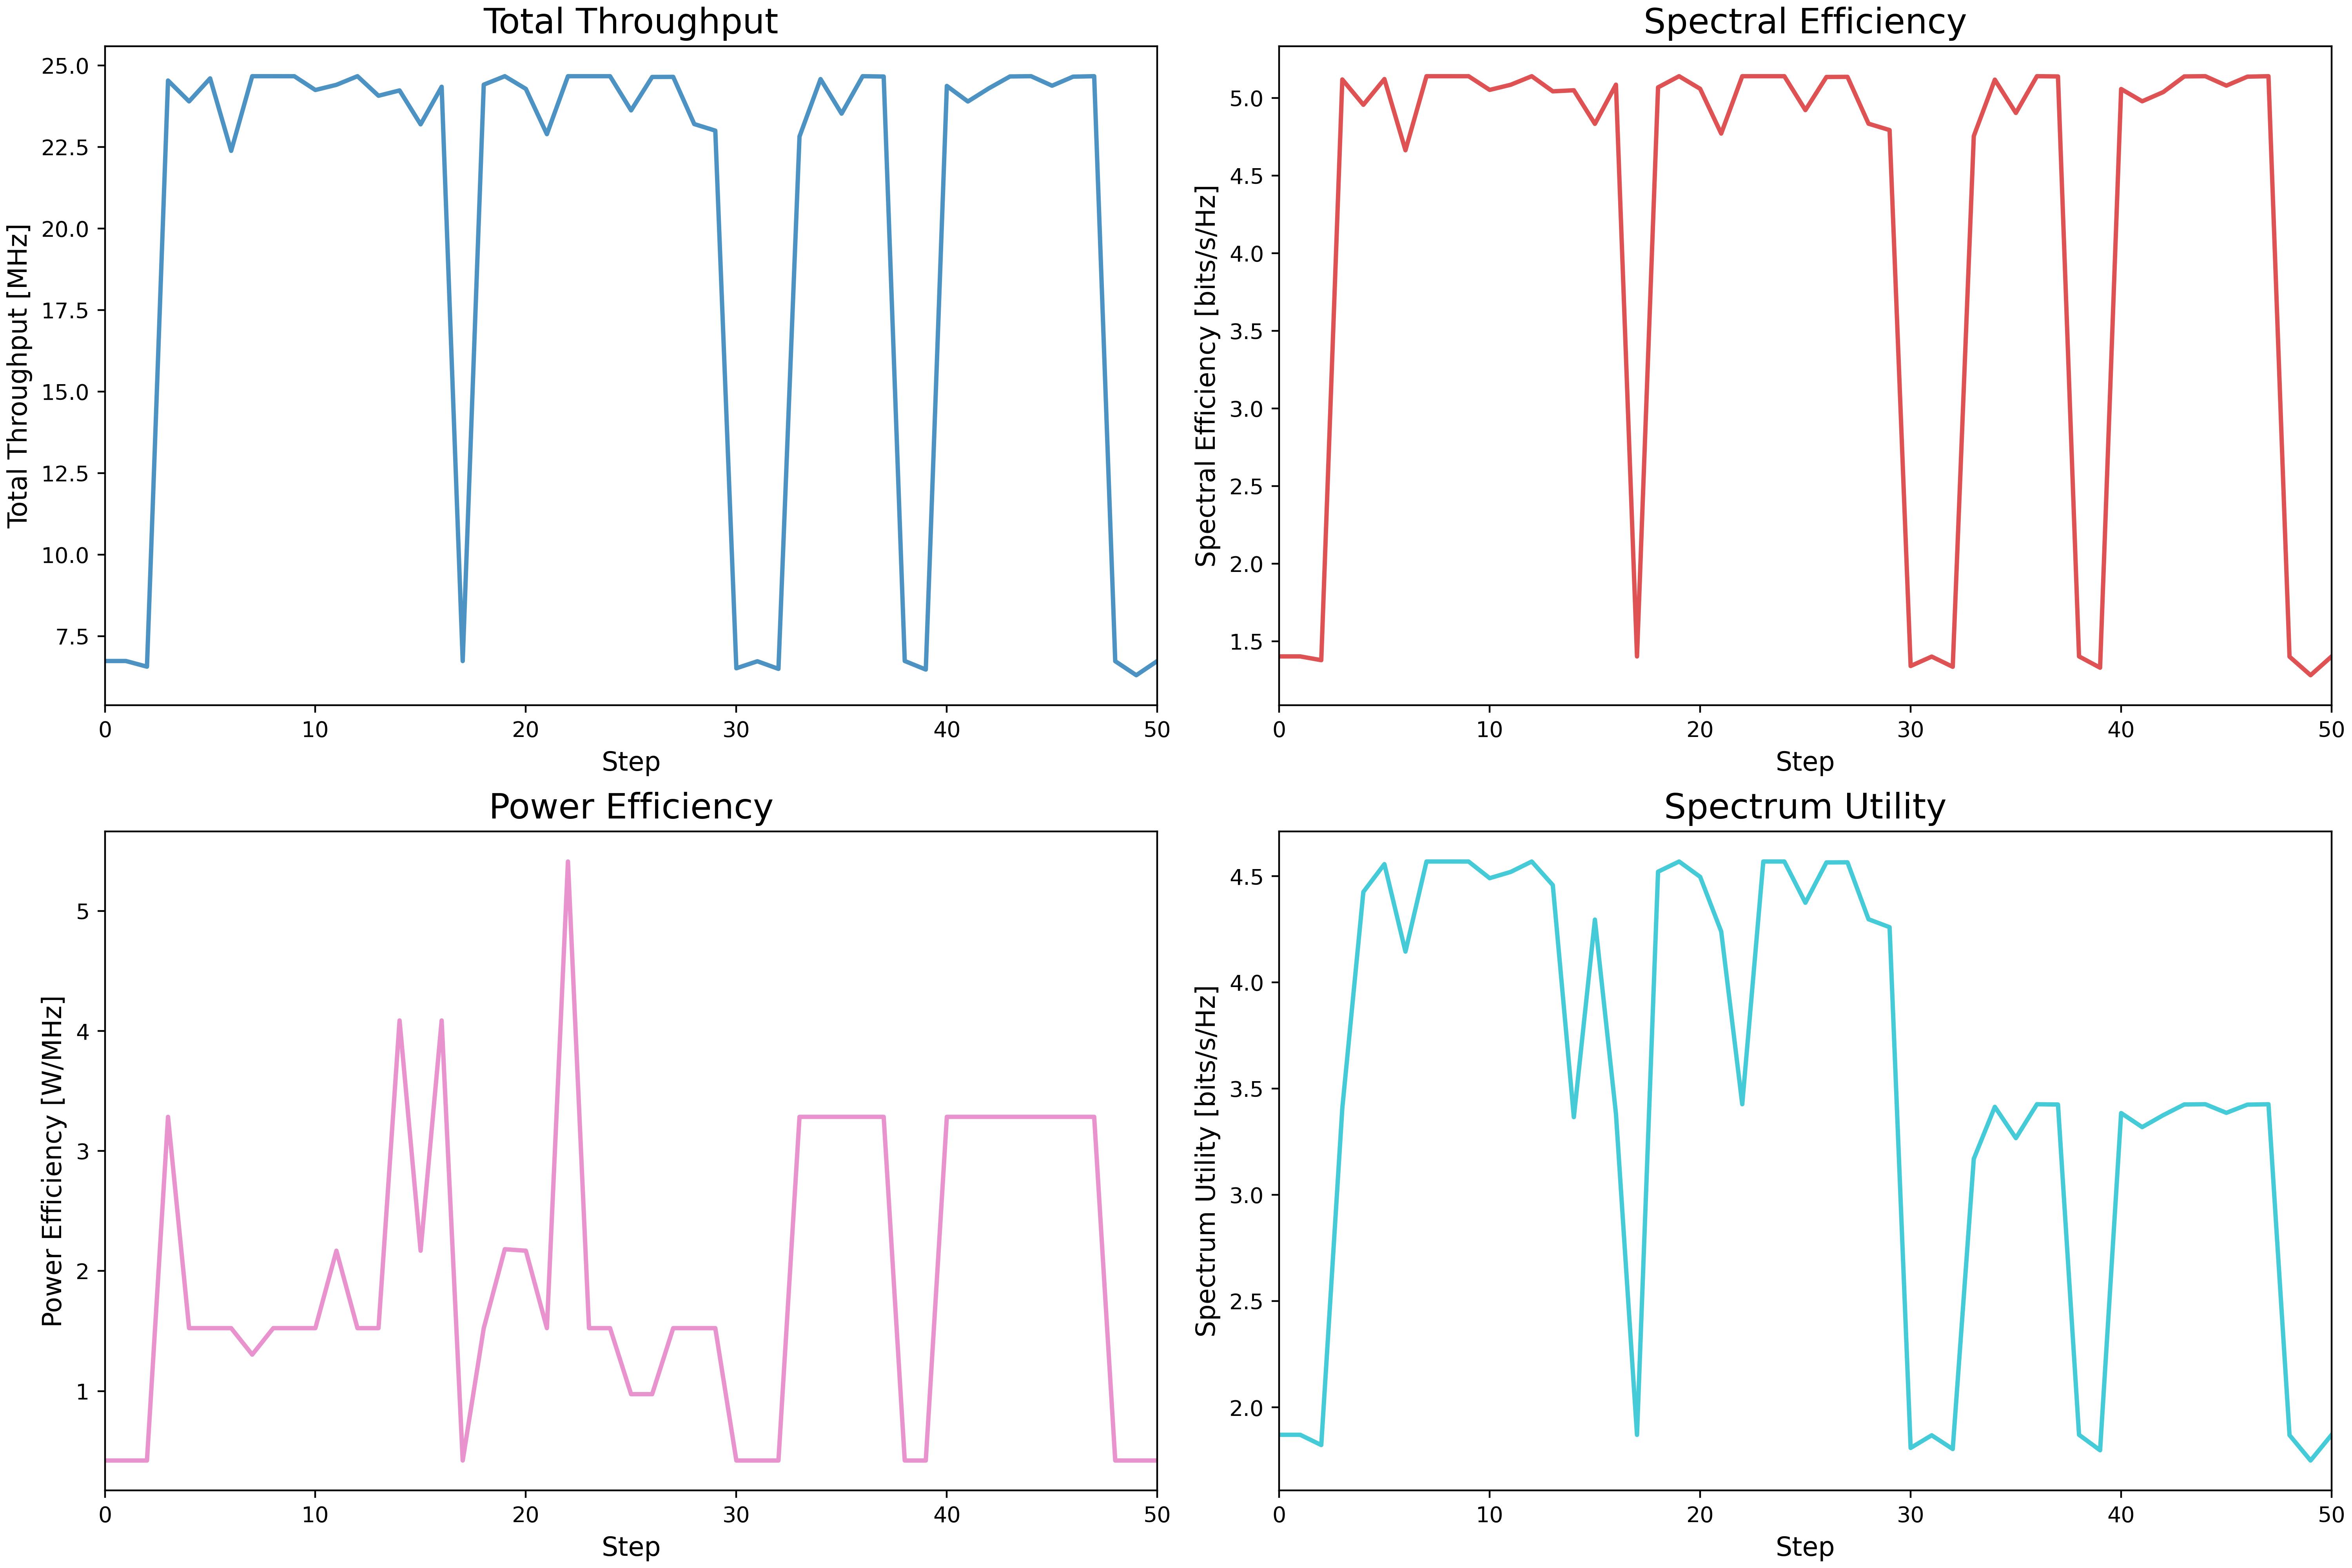 Total Throughput
Total Throughput [MHz]
25.0
22.5
20.0
17.5
15.0
12.5
10.0
7.5
0 10 20 30 40 50
Step
Spectral Efficiency
Spectral Efficiency [bits/s/Hz]
5.0
4.5
4.0
3.5
3.0
2.5
2.0
1.5
0 10 20 30 40 50
Step
Power Efficiency
Power Efficiency [W/MHz]
5
4
3
2
1
0 10 20 30 40 50
Step
Spectrum Utility
Spectrum Utility [bits/s/Hz]
4.5
4.0
3.5
3.0
2.5
2.0
0 10 20 30 40 50
Step